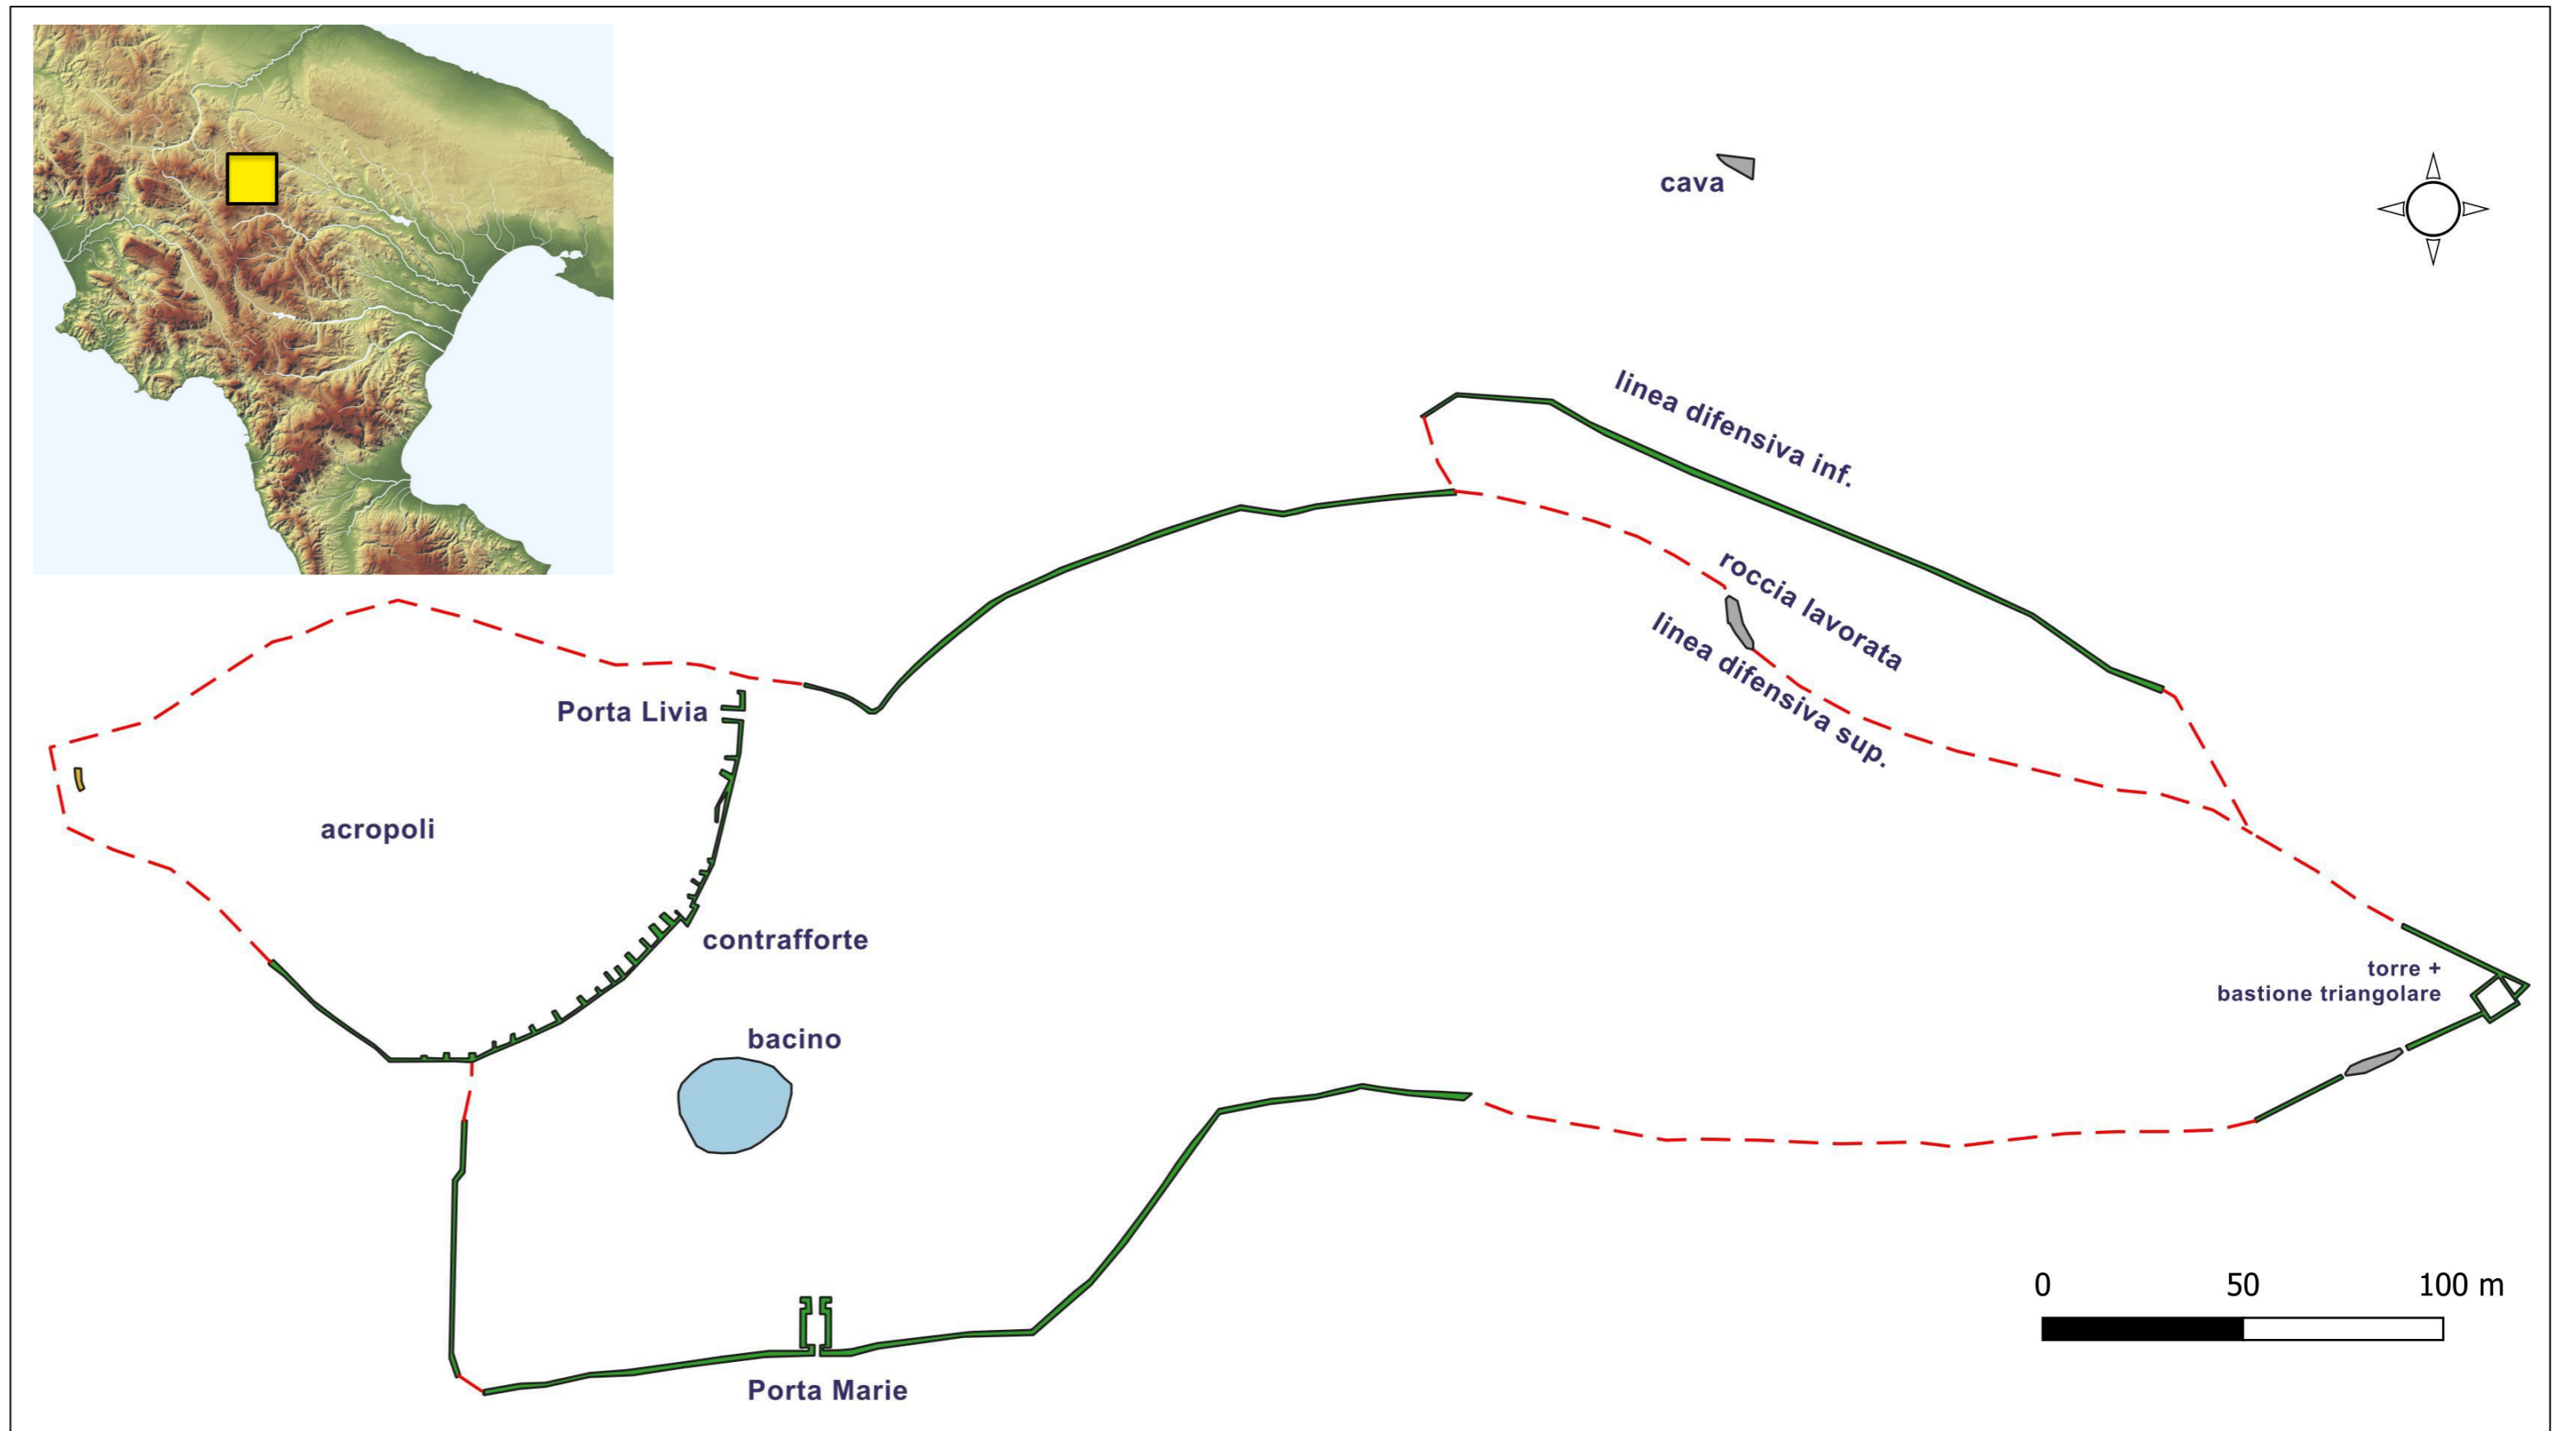 cava
linea difensiva inf.
roccia lavorata
linea difensiva sup.
Porta Livia
acropoli
contrafforte
torre +
bastione triangolare
bacino
0 50 100 m
Porta Marie